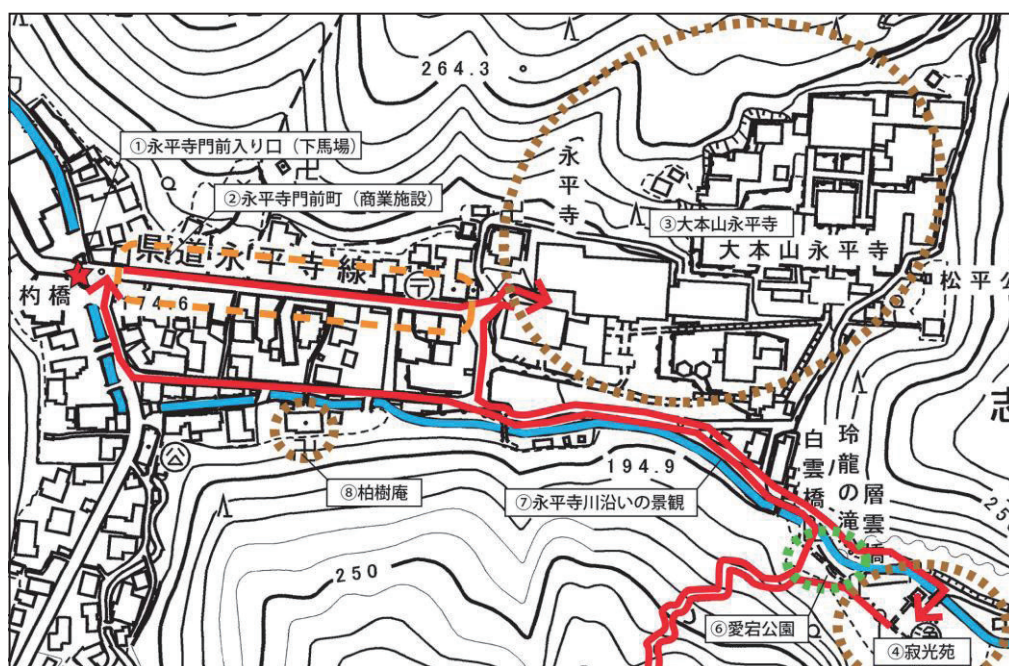 264.3
①永平寺門前入り口（下馬場）
②永平寺門前町（商業施設）
永平寺
③大本山永平寺
大本山永平寺
県道永平寺線
松平公
杓橋
74.6
志
194.9
白雲橋
玲瓏の滝
層雲橋
⑧柏樹庵
⑦永平寺川沿いの景観
250
⑥愛宕公園
④寂光苑